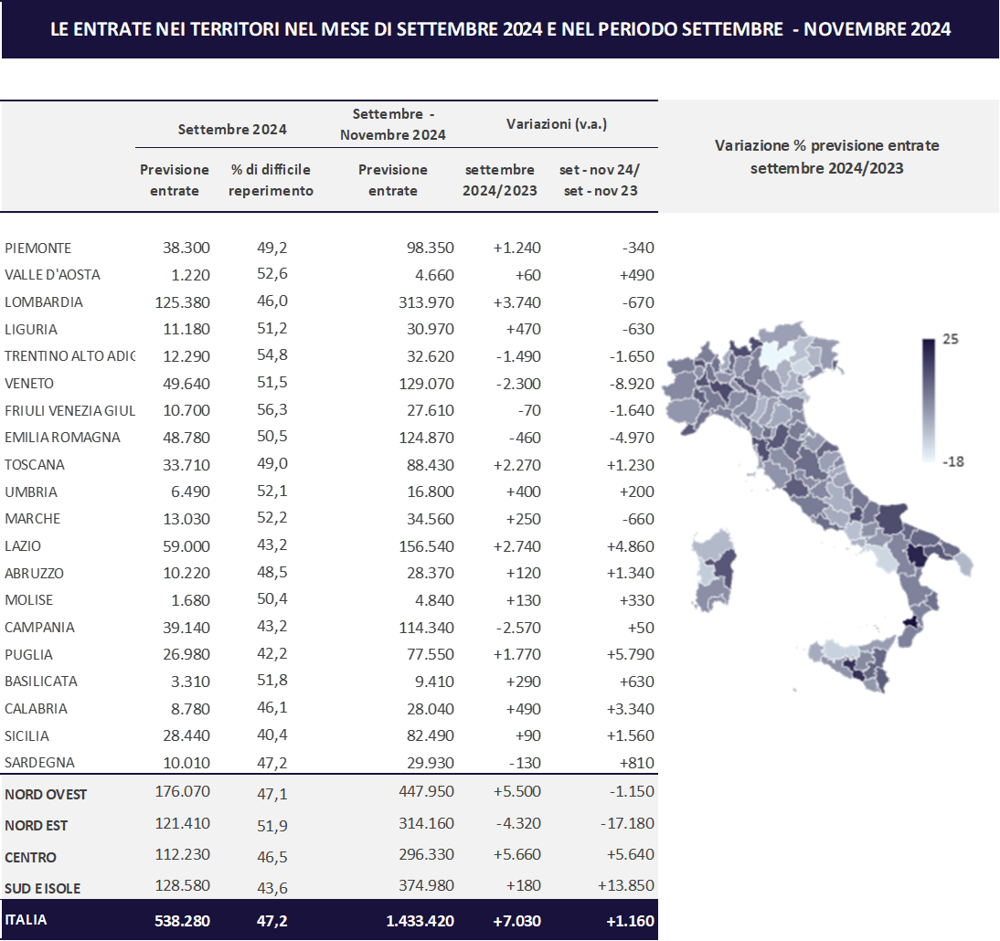 LE ENTRATE NEI TERRITORI NEL MESE DI SETTEMBRE 2024 E NEL PERIODO SETTEMBRE - NOVEMBRE 2024
Settembre 2024
Settembre -
Novembre 2024
Variazioni (v.a.)
Previsione
entrate
% di difficile
reperimento
Previsione
entrate
settembre
2024/2023
set - nov 24/
set - nov 23
Variazione % previsione entrate
settembre 2024/2023
PIEMONTE 38.300 49,2 98.350 +1.240 -340
VALLE D'AOSTA 1.220 52,6 4.660 +60 +490
LOMBARDIA 125.380 46,0 313.970 +3.740 -670
LIGURIA 11.180 51,2 30.970 +470 -630
TRENTINO ALTO ADIG 12.290 54,8 32.620 -1.490 -1.650
VENETO 49.640 51,5 129.070 -2.300 -8.920
FRIULI VENEZIA GIUL 10.700 56,3 27.610 -70 -1.640
EMILIA ROMAGNA 48.780 50,5 124.870 -460 -4.970
TOSCANA 33.710 49,0 88.430 +2.270 +1.230
UMBRIA 6.490 52,1 16.800 +400 +200
MARCHE 13.030 52,2 34.560 +250 -660
LAZIO 59.000 43,2 156.540 +2.740 +4.860
ABRUZZO 10.220 48,5 28.370 +120 +1.340
MOLISE 1.680 50,4 4.840 +130 +330
CAMPANIA 39.140 43,2 114.340 -2.570 +50
PUGLIA 26.980 42,2 77.550 +1.770 +5.790
BASILICATA 3.310 51,8 9.410 +290 +630
CALABRIA 8.780 46,1 28.040 +490 +3.340
SICILIA 28.440 40,4 82.490 +90 +1.560
SARDEGNA 10.010 47,2 29.930 -130 +810
NORD OVEST 176.070 47,1 447.950 +5.500 -1.150
NORD EST 121.410 51,9 314.160 -4.320 -17.180
CENTRO 112.230 46,5 296.330 +5.660 +5.640
SUD E ISOLE 128.580 43,6 374.980 +180 +13.850
ITALIA 538.280 47,2 1.433.420 +7.030 +1.160
25
-18